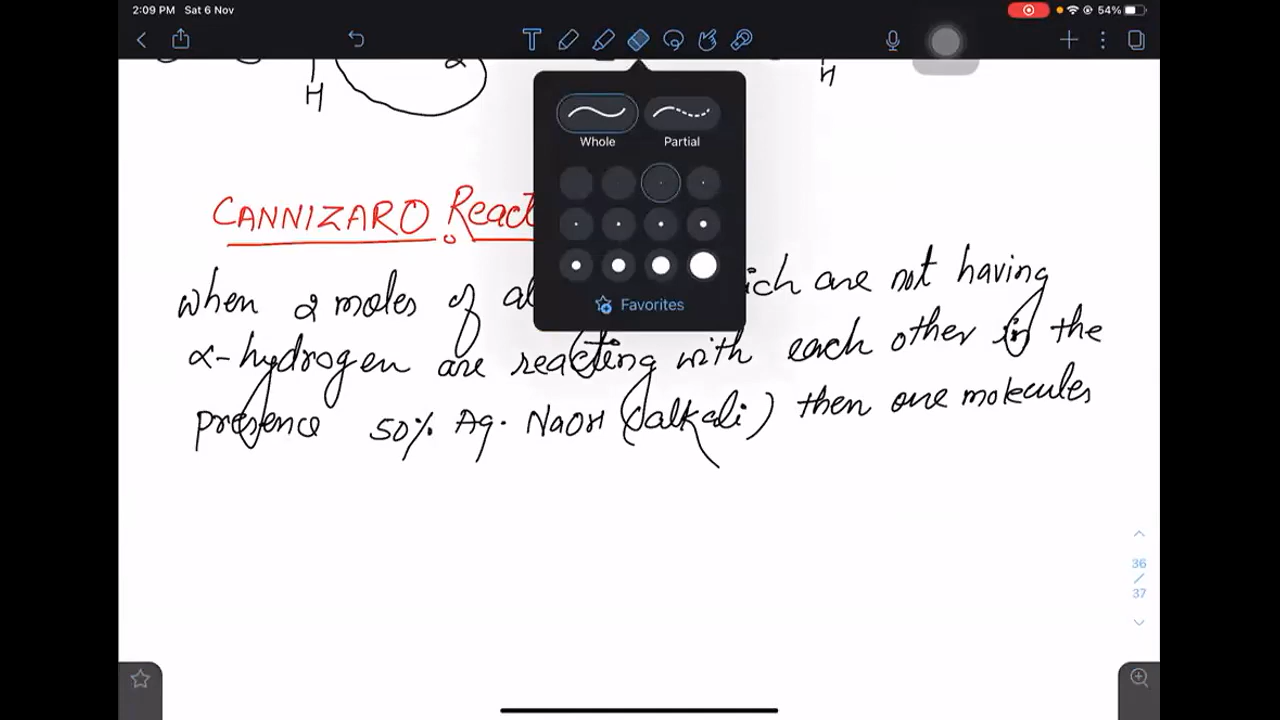 2:09 PM Sat 6 Nov
54%
H
H
Whole
Partial
Favorites
CANNIZARO React
when 2 moles of al ich are not having
α-hydrogen are reacting with each other in the
presence 50% Aq. NaOH (alkali) then one molecules
36
/
37